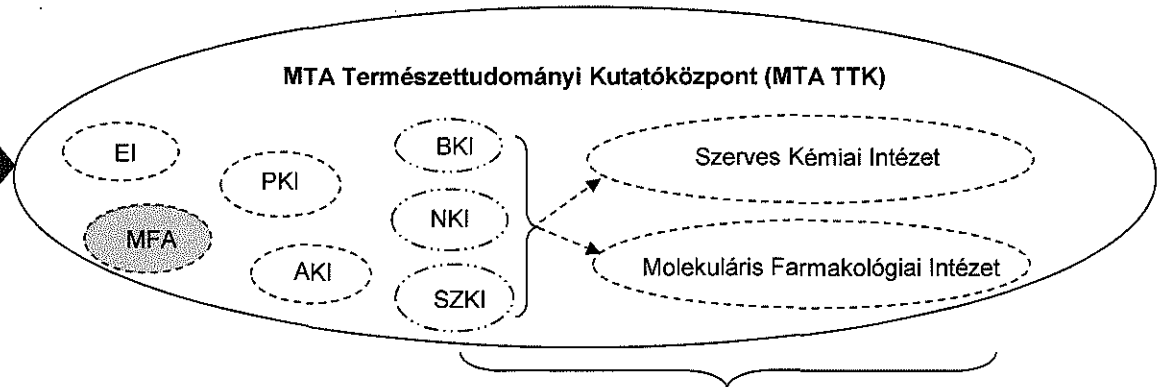 MTA Természettudományi Kutatóközpont (MTA TTK)
EI
PKI
MFA
AKI
BKI
NKI
SZKI
Szerves Kémiai Intézet
Molekuláris Farmakológiai Intézet